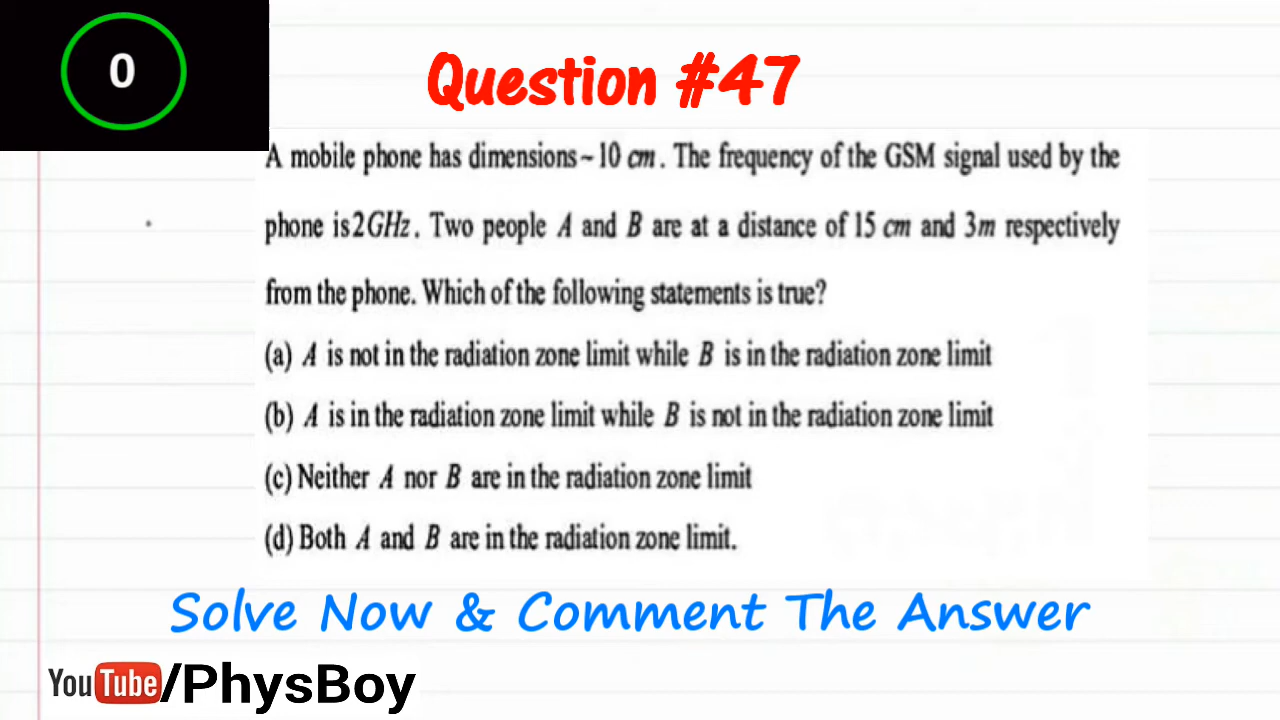 0
Question #47
A mobile phone has dimensions ~ 10 cm. The frequency of the GSM signal used by the
phone is 2GHz. Two people A and B are at a distance of 15 cm and 3m respectively
from the phone. Which of the following statements is true?
(a) A is not in the radiation zone limit while B is in the radiation zone limit
(b) A is in the radiation zone limit while B is not in the radiation zone limit
(c) Neither A nor B are in the radiation zone limit
(d) Both A and B are in the radiation zone limit.
Solve Now & Comment The Answer
YouTube/PhysBoy